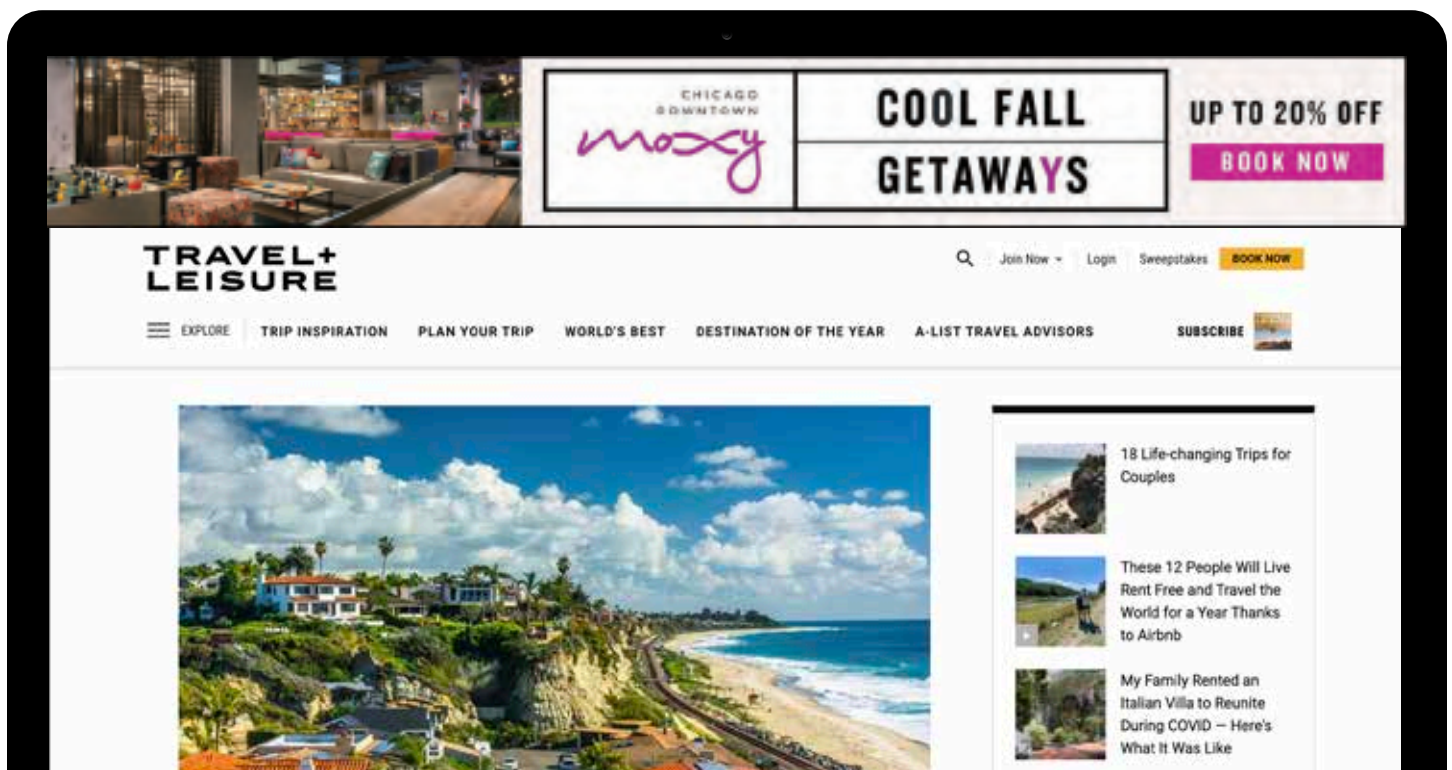 CHICAGO
DOWNTOWN
moxy
COOL FALL
GETAWAYS
UP TO 20% OFF
BOOK NOW
TRAVEL+
LEISURE
Join Now
Login
Sweepstakes
BOOK NOW
EXPLORE
TRIP INSPIRATION
PLAN YOUR TRIP
WORLD'S BEST
DESTINATION OF THE YEAR
A-LIST TRAVEL ADVISORS
SUBSCRIBE
18 Life-changing Trips for
Couples
These 12 People Will Live
Rent Free and Travel the
World for a Year Thanks
to Airbnb
My Family Rented an
Italian Villa to Reunite
During COVID — Here's
What It Was Like